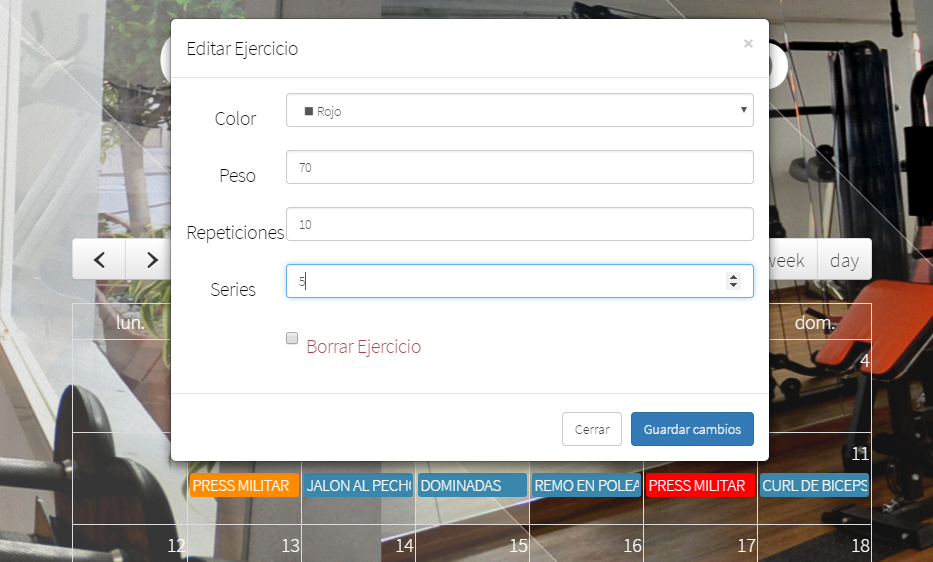 Editar Ejercicio ×
Color ■ Rojo
Peso 70
Repeticiones 10
Series 5
Borrar Ejercicio
Cerrar Guardar cambios
week day
lun. dom.
4
11
PRESS MILITAR JALON AL PECHO DOMINADAS REMO EN POLEA PRESS MILITAR CURL DE BICEPS
12 13 14 15 16 17 18